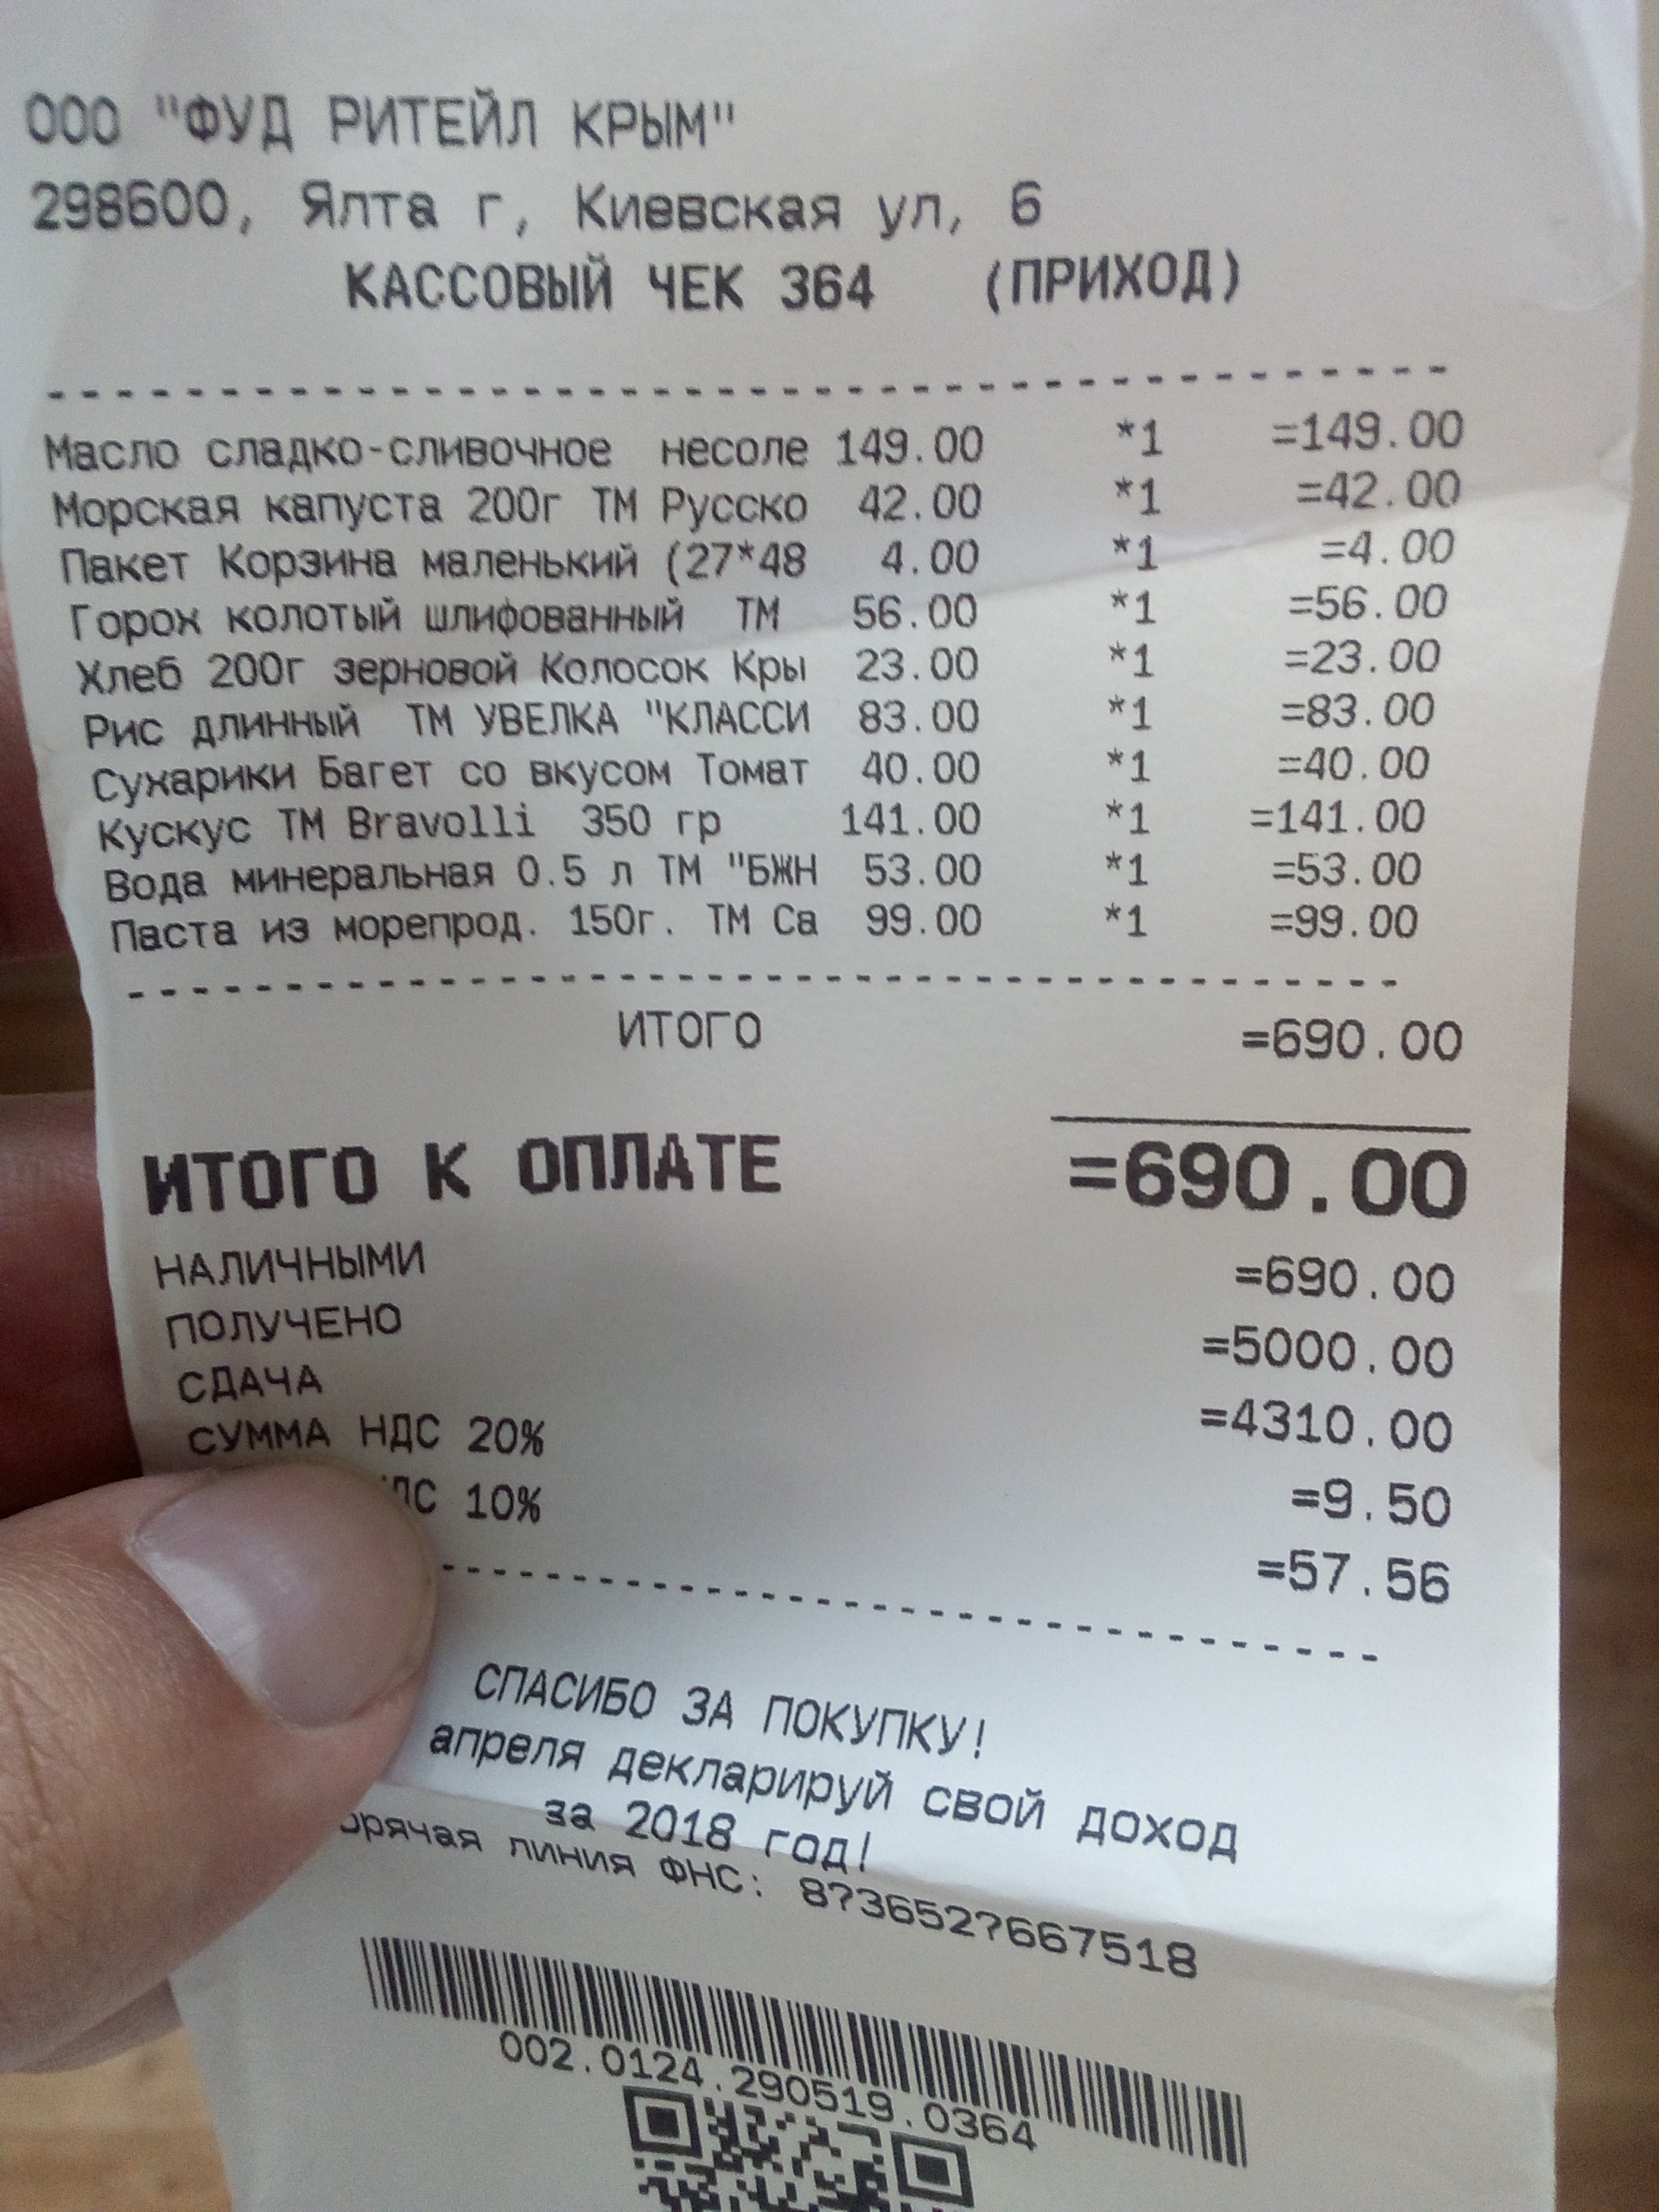 ООО "ФУД РИТЕЙЛ КРЫМ"
298600, Ялта г, Киевская ул, 6
КАССОВЫЙ ЧЕК 364 (ПРИХОД)
Масло сладко-сливочное несоле 149.00 *1 =149.00
Морская капуста 200г ТМ Русско 42.00 *1 =42.00
Пакет Корзина маленький (27*48 4.00 *1 =4.00
Горох колотый шлифованный ТМ 56.00 *1 =56.00
Хлеб 200г зерновой Колосок Кры 23.00 *1 =23.00
Рис длинный ТМ УВЕЛКА "КЛАССИ 83.00 *1 =83.00
Сухарики Багет со вкусом Томат 40.00 *1 =40.00
Кускус ТМ Bravolli 350 гр 141.00 *1 =141.00
Вода минеральная 0.5 л ТМ "БЖН 53.00 *1 =53.00
Паста из морепрод. 150г. ТМ Са 99.00 *1 =99.00
ИТОГО =690.00
ИТОГО К ОПЛАТЕ =690.00
НАЛИЧНЫМИ =690.00
ПОЛУЧЕНО =5000.00
СДАЧА =4310.00
СУММА НДС 20% =9.50
10% =57.56
СПАСИБО ЗА ПОКУПКУ!
апреля декларируй свой доход
за 2018 год!
линия ФНС: 8?3652?667518
002.0124.290519.0364